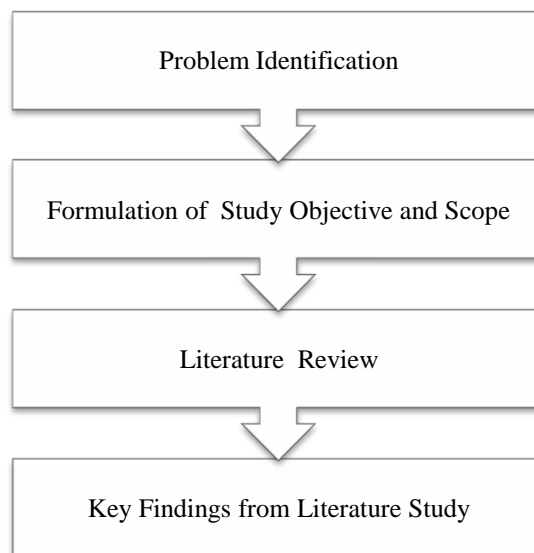 Problem Identification
Formulation of Study Objective and Scope
Literature Review
Key Findings from Literature Study